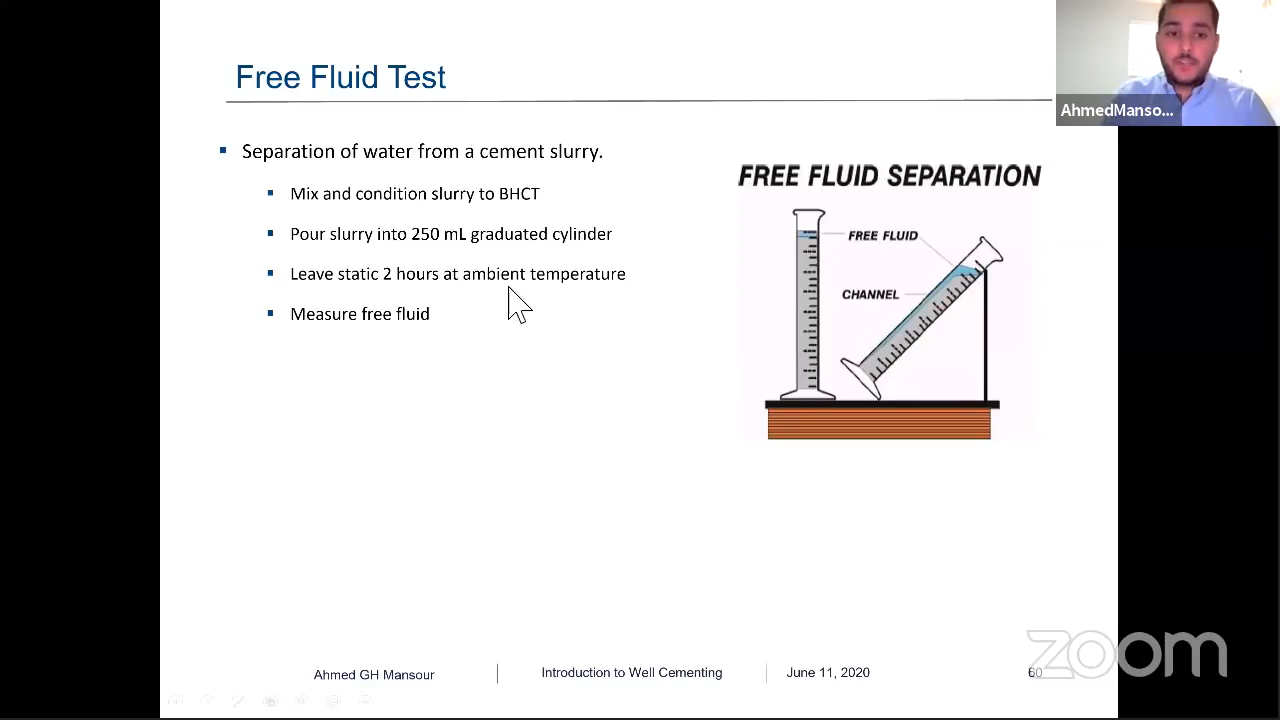 Free Fluid Test
AhmedManso...
Separation of water from a cement slurry.
Mix and condition slurry to BHCT
Pour slurry into 250 mL graduated cylinder
Leave static 2 hours at ambient temperature
Measure free fluid
FREE FLUID SEPARATION
FREE FLUID
CHANNEL
Ahmed GH Mansour
Introduction to Well Cementing
June 11, 2020
60
zoom